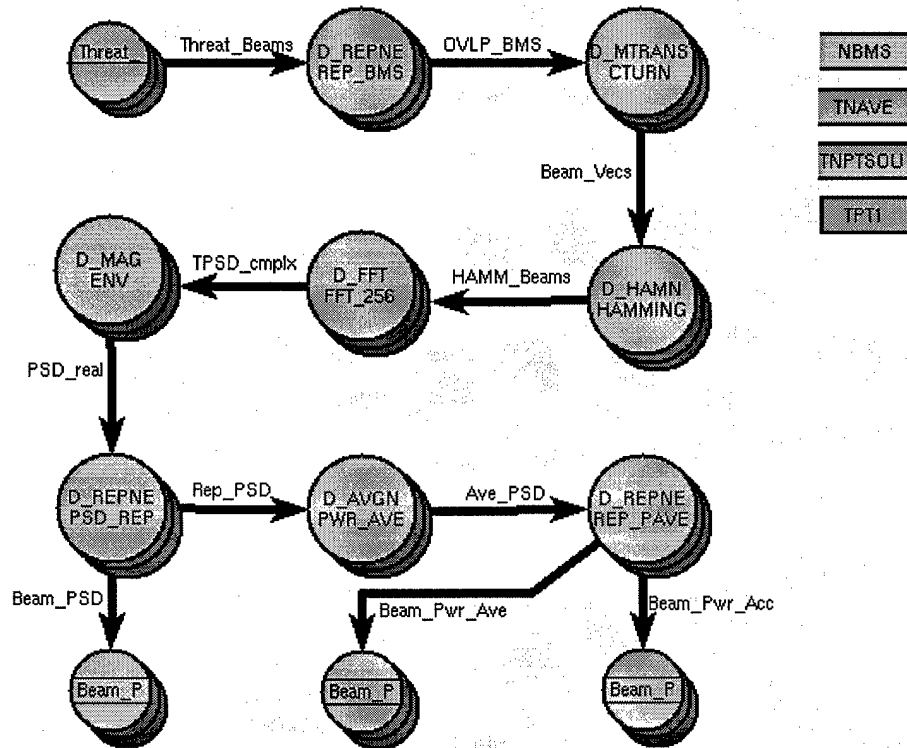 Threat_
Threat_Beams
D_REPNE
REP_BMS
OVLP_BMS
D_MTRANS
CTURN
NBMS
TNAVE
TNPTSOU
TPT1
Beam_Vecs
D_MAG
ENV
TPSD_cmplx
D_FFT
FFT_256
HAMM_Beams
D_HAMN
HAMMING
PSD_real
D_REPNE
PSD_REP
Rep_PSD
D_AVGN
PWR_AVE
Ave_PSD
D_REPNE
REP_PAVE
Beam_PSD
Beam_Pwr_Ave
Beam_Pwr_Acc
Beam_P
Beam_P
Beam_P